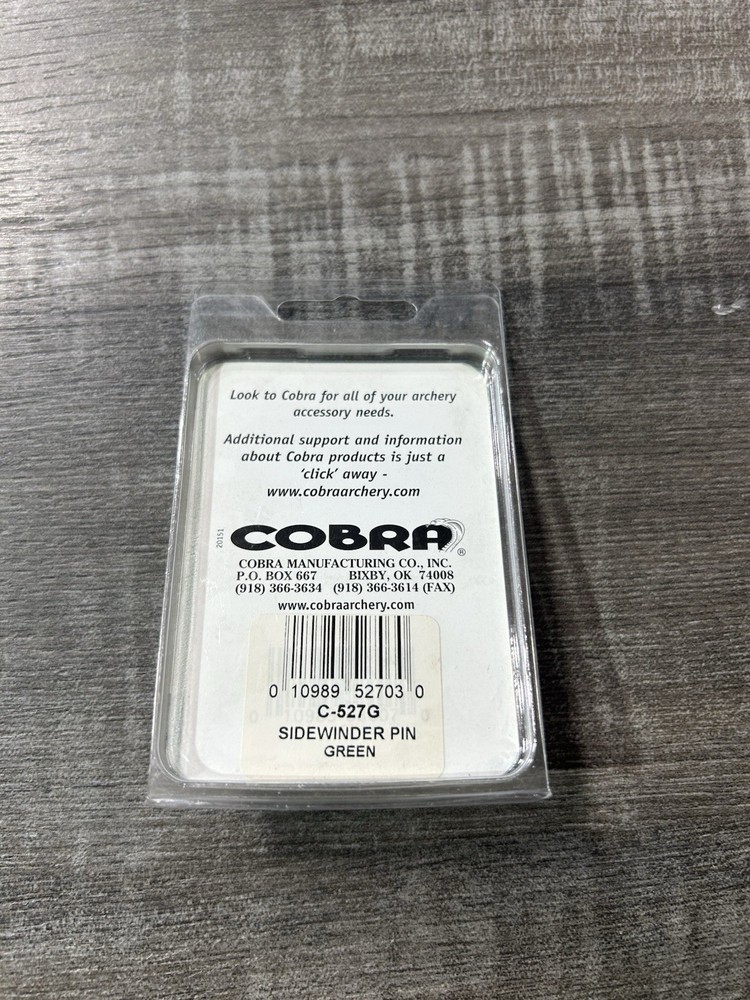 Look to Cobra for all of your archery
accessory needs.
Additional support and information
about Cobra products is just a
‘click’ away -
www.cobraarchery.com
20151
COBRA®
COBRA MANUFACTURING CO., INC.
P.O. BOX 667 BIXBY, OK 74008
(918) 366-3634 (918) 366-3614 (FAX)
www.cobraarchery.com
0 10989 52703 0
C-527G
SIDEWINDER PIN
GREEN